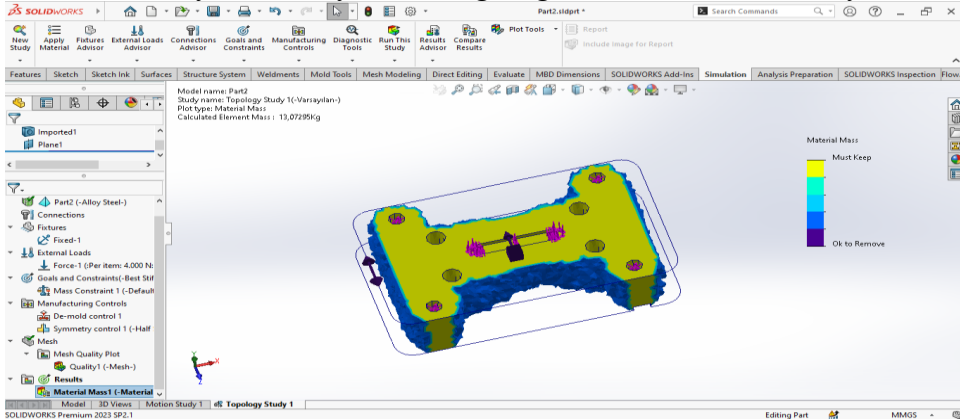 SOLIDWORKS
Part2.sldprt *
Search Commands
New Study
Apply Material
Fixtures Advisor
External Loads Advisor
Connections Advisor
Goals and Constraints
Manufacturing Controls
Diagnostic Tools
Run This Study
Results Advisor
Compare Results
Plot Tools
Report
Include Image for Report
Features Sketch Sketch Ink Surfaces Structure System Weldments Mold Tools Mesh Modeling Direct Editing Evaluate MBD Dimensions SOLIDWORKS Add-Ins Simulation Analysis Preparation SOLIDWORKS Inspection Flow
Model name: Part2
Study name: Topology Study 1(-Varsayılan-)
Plot type: Material Mass
Calculated Element Mass : 13,07295Kg
Imported1
Plane1
Part2 (-Alloy Steel-)
Connections
Fixtures
Fixed-1
External Loads
Force-1 (:Per item: 4.000 N:
Goals and Constraints(-Best Stif
Mass Constraint 1 (-Default
Manufacturing Controls
De-mold control 1
Symmetry control 1 (-Half
Mesh
Mesh Quality Plot
Quality1 (-Mesh-)
Results
Material Mass1 (-Material
Material Mass
Must Keep
Ok to Remove
Y
X
Z
Model 3D Views Motion Study 1 Topology Study 1
SOLIDWORKS Premium 2023 SP2.1
Editing Part
MMGS